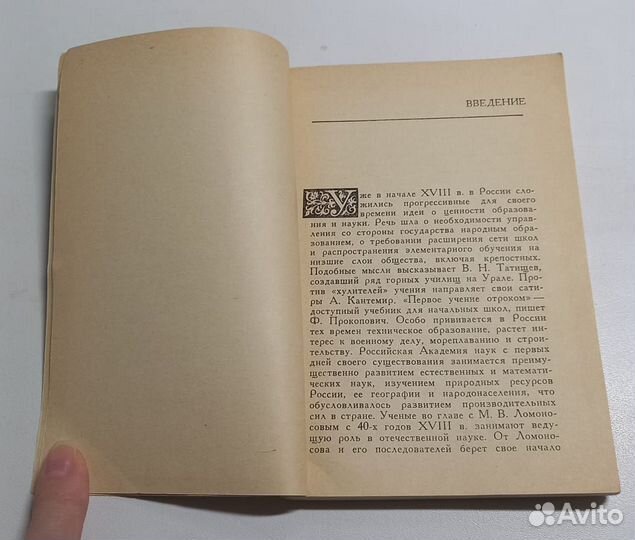 ВВЕДЕНИЕ
Уже в начале XVIII в. в России сло-
жились прогрессивные для своего
времени идеи о ценности образова-
ния и науки. Речь шла о необходимости управ-
ления со стороны государства народным обра-
зованием, о требовании расширения сети школ
и распространения элементарного обучения на
низшие слои общества, включая крепостных.
Подобные мысли высказывает В. Н. Татищев,
создавший ряд горных училищ на Урале. Про-
тив «хулителей» учения направляет свои сати-
ры А. Кантемир. «Первое учение отроком» —
доступный учебник для начальных школ, пишет
Ф. Прокопович. Особо прививается в России
тех времен техническое образование, растет ин-
терес к военному делу, мореплаванию и строи-
тельству. Российская Академия наук с первых
дней своего существования занимается преиму-
щественно развитием естественных и математи-
ческих наук, изучением природных ресурсов
России, ее географии и народонаселения, что
обусловливалось развитием производительных
сил в стране. Ученые во главе с М. В. Ломоно-
совым с 40-х годов XVIII в. занимают веду-
щую роль в отечественной науке. От Ломоно-
сова и его последователей берет свое начало
Avito